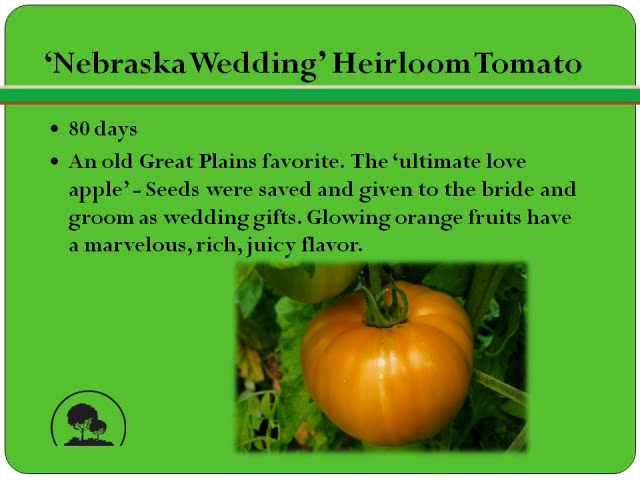 ‘Nebraska Wedding’ Heirloom Tomato
• 80 days
• An old Great Plains favorite. The ‘ultimate love
apple’ - Seeds were saved and given to the bride and
groom as wedding gifts. Glowing orange fruits have
a marvelous, rich, juicy flavor.